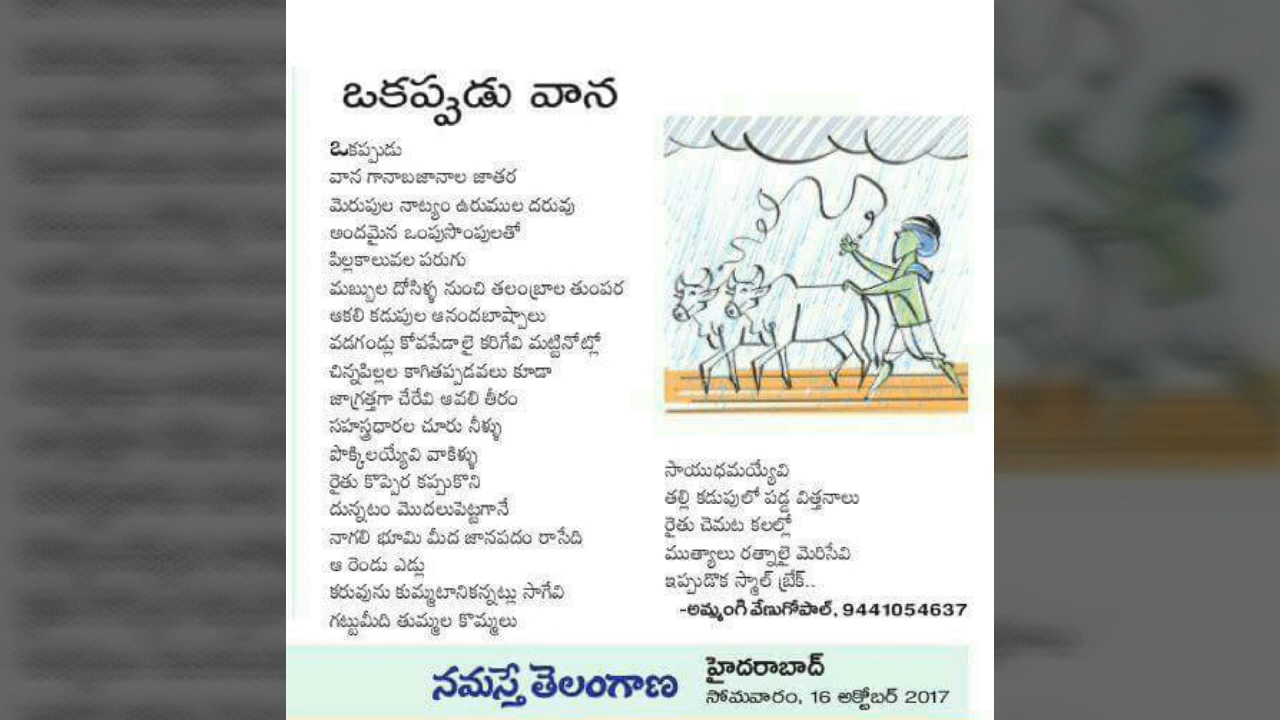 ఒకప్పుడు వాన
ఒకప్పుడు
వాన గానాబజానాల జాతర
మెరుపుల నాట్యం ఉరుముల దరువు
అందమైన ఒంపుసొంపులతో
పిల్లకాలువల పరుగు
మబ్బుల దోసిళ్ళ నుంచి తలంబ్రాల తుంపర
ఆకలి కడుపుల ఆనందబాష్పాలు
వడగండ్లు కోవపేడాలై కరిగేవి మట్టినోట్లో
చిన్నపిల్లల కాగితప్పడవలు కూడా
జాగ్రత్తగా చేరేవి ఆవలి తీరం
సహస్త్రధారల చూరు నీళ్ళు
పొక్కిలయ్యేవి వాకిళ్ళు
రైతు కొప్పెర కప్పుకొని
దున్నటం మొదలుపెట్టగానే
నాగలి భూమి మీద జానపదం రాసేది
ఆ రెండు ఎడ్లు
కరువును కుమ్మటానికన్నట్లు సాగేవి
గట్టుమీది తుమ్మల కొమ్మలు
సాయుధమయ్యేవి
తల్లి కడుపులో పడ్డ విత్తనాలు
రైతు చెమట కలల్లో
ముత్యాలు రత్నాలై మెరిసేవి
ఇప్పుడొక స్మాల్ బ్రేక్..
-అమ్మంగి వేణుగోపాల్, 9441054637
నమస్తే తెలంగాణ
హైదరాబాద్
సోమవారం, 16 అక్టోబర్ 2017